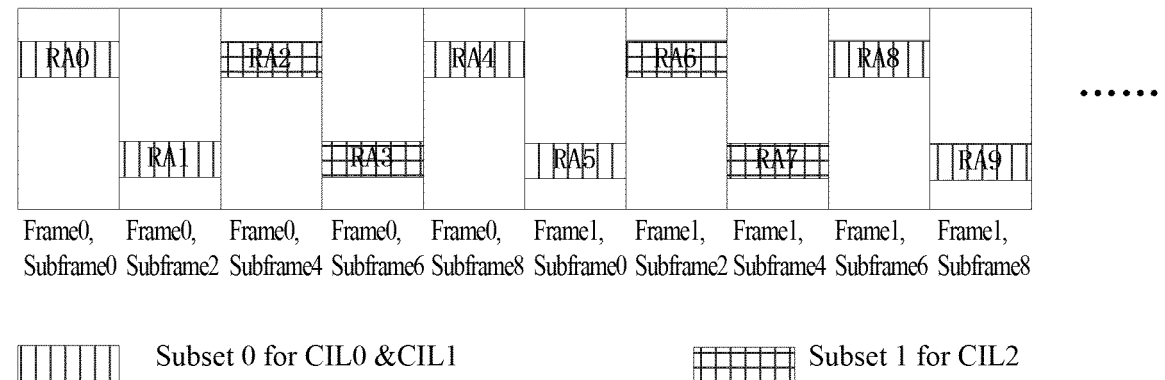 RA0 RA2 RA4 RA6 RA8
......
RA1 RA3 RA5 RA7 RA9
Frame0, Frame0, Frame0, Frame0, Frame0, Frame1, Frame1, Frame1, Frame1, Frame1,
Subframe0 Subframe2 Subframe4 Subframe6 Subframe8 Subframe0 Subframe2 Subframe4 Subframe6 Subframe8
Subset 0 for CIL0 &CIL1 Subset 1 for CIL2